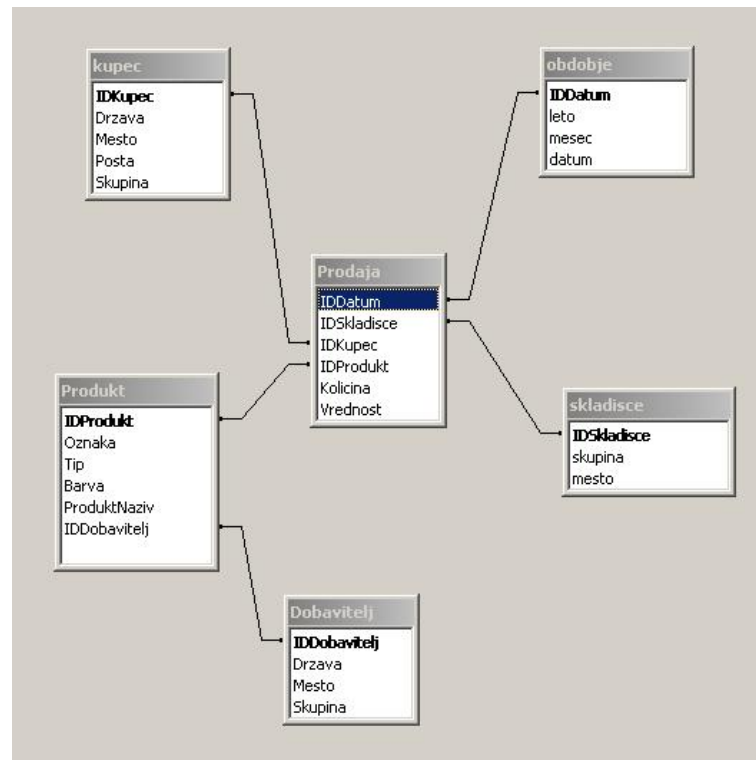 kupec
IDKupec
Drzava
Mesto
Posta
Skupina
obdobje
IDDatum
leto
mesec
datum
Prodaja
IDDatum
IDSkladisce
IDKupec
IDProdukt
Kolicina
Vrednost
Produkt
IDProdukt
Oznaka
Tip
Barva
ProduktNaziv
IDDobavitelj
skladisce
IDSkladisce
skupina
mesto
Dobavitelj
IDDobavitelj
Drzava
Mesto
Skupina